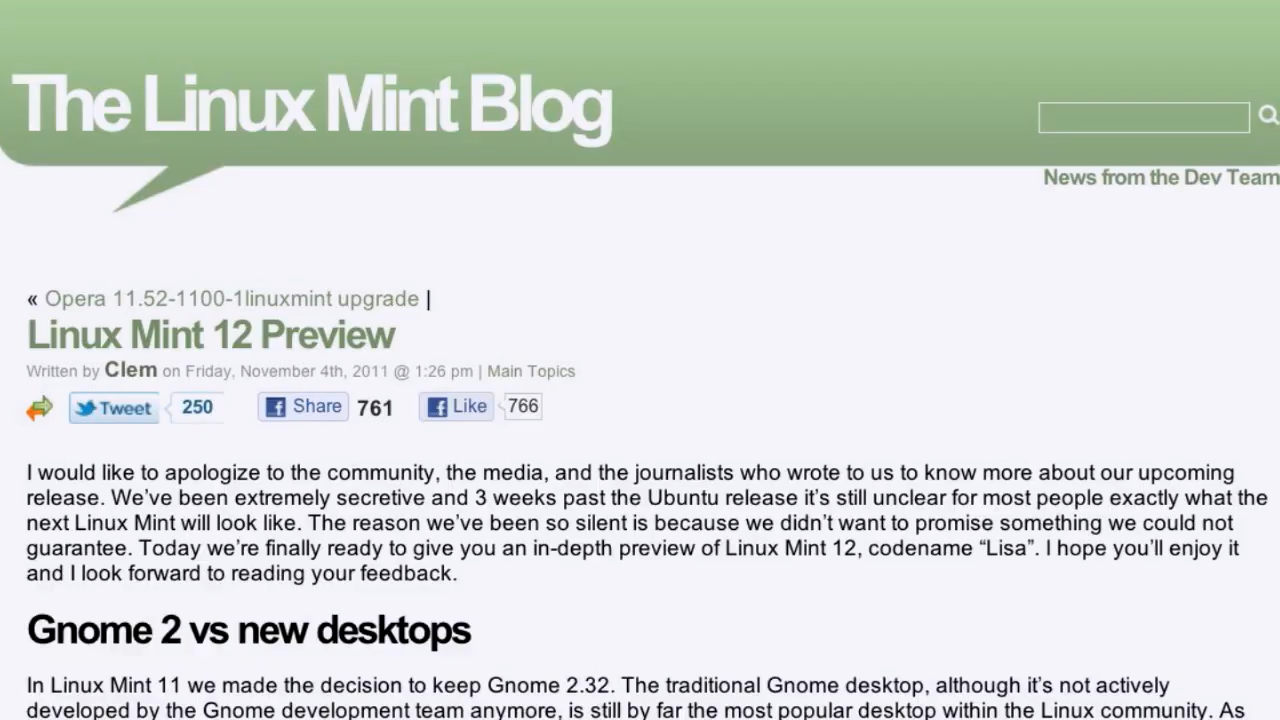 The Linux Mint Blog
News from the Dev Team
« Opera 11.52-1100-1linuxmint upgrade |
Linux Mint 12 Preview
Written by Clem on Friday, November 4th, 2011 @ 1:26 pm | Main Topics
Tweet 250 Share 761 Like 766
I would like to apologize to the community, the media, and the journalists who wrote to us to know more about our upcoming
release. We’ve been extremely secretive and 3 weeks past the Ubuntu release it’s still unclear for most people exactly what the
next Linux Mint will look like. The reason we’ve been so silent is because we didn’t want to promise something we could not
guarantee. Today we’re finally ready to give you an in-depth preview of Linux Mint 12, codename “Lisa”. I hope you’ll enjoy it
and I look forward to reading your feedback.
Gnome 2 vs new desktops
In Linux Mint 11 we made the decision to keep Gnome 2.32. The traditional Gnome desktop, although it’s not actively
developed by the Gnome development team anymore, is still by far the most popular desktop within the Linux community. As